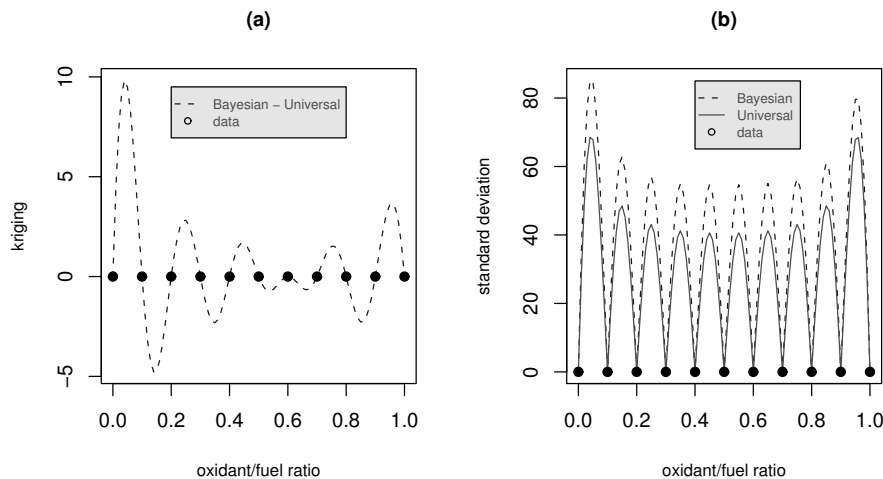 (a)
kriging
10
5
0
−5
Bayesian − Universal
data
0.0 0.2 0.4 0.6 0.8 1.0
oxidant/fuel ratio
(b)
standard deviation
80
60
40
20
0
Bayesian
Universal
data
0.0 0.2 0.4 0.6 0.8 1.0
oxidant/fuel ratio